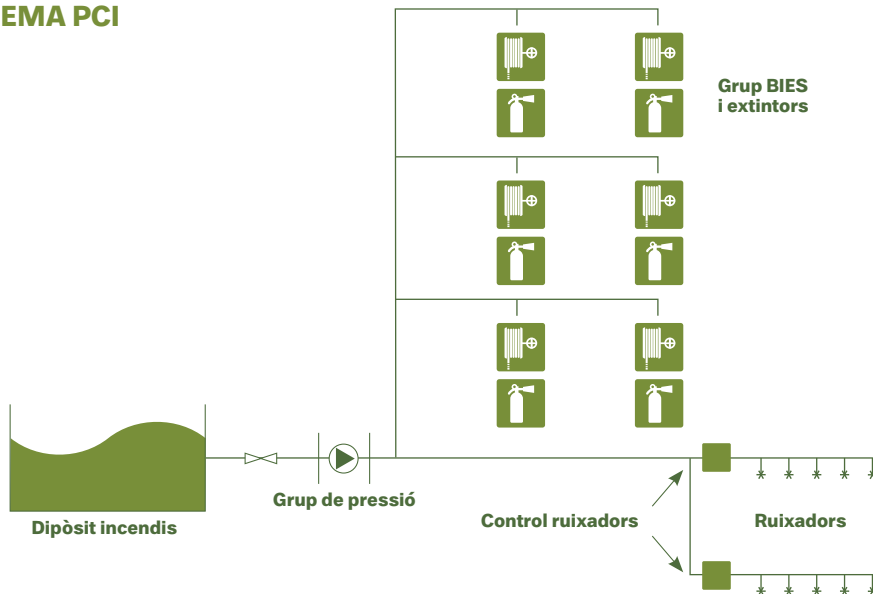 EMA PCI
Grup BIES
i extintors
Grup de pressió
Dipòsit incendis
Control ruixadors
Ruixadors